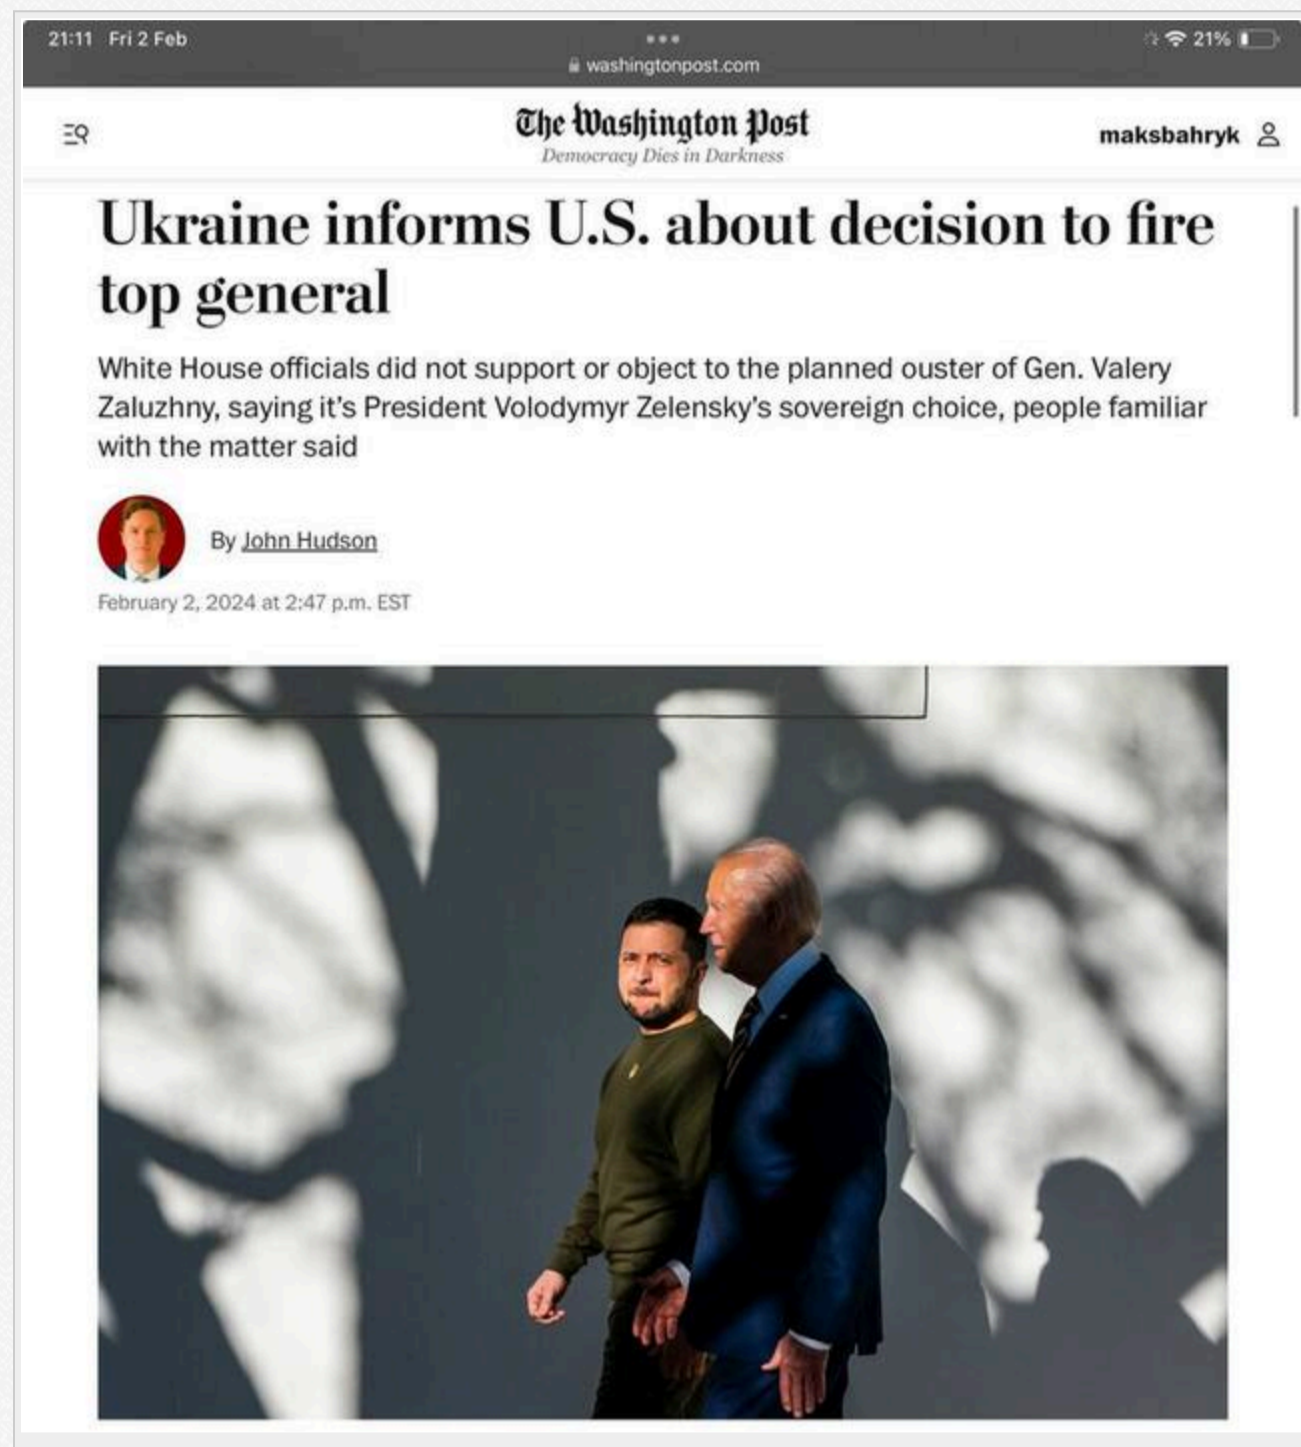 21:11 Fri 2 Feb
washingtonpost.com
21%
The Washington Post
Democracy Dies in Darkness
maksbahryk
Ukraine informs U.S. about decision to fire
top general
White House officials did not support or object to the planned ouster of Gen. Valery
Zaluzhny, saying it's President Volodymyr Zelensky's sovereign choice, people familiar
with the matter said
By John Hudson
February 2, 2024 at 2:47 p.m. EST